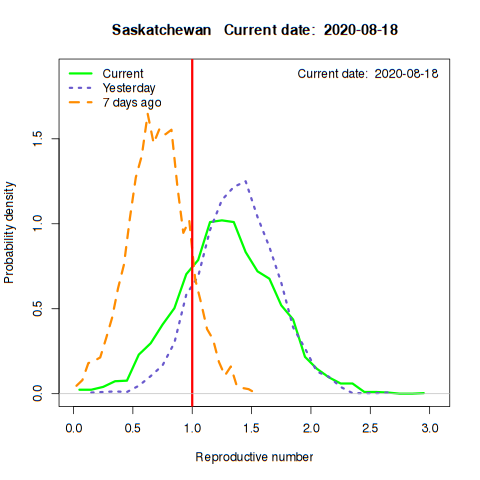 Saskatchewan Current date: 2020-08-18
Current date: 2020-08-18
Current
Yesterday
7 days ago
Probability density
1.5
1.0
0.5
0.0
0.0 0.5 1.0 1.5 2.0 2.5 3.0
Reproductive number